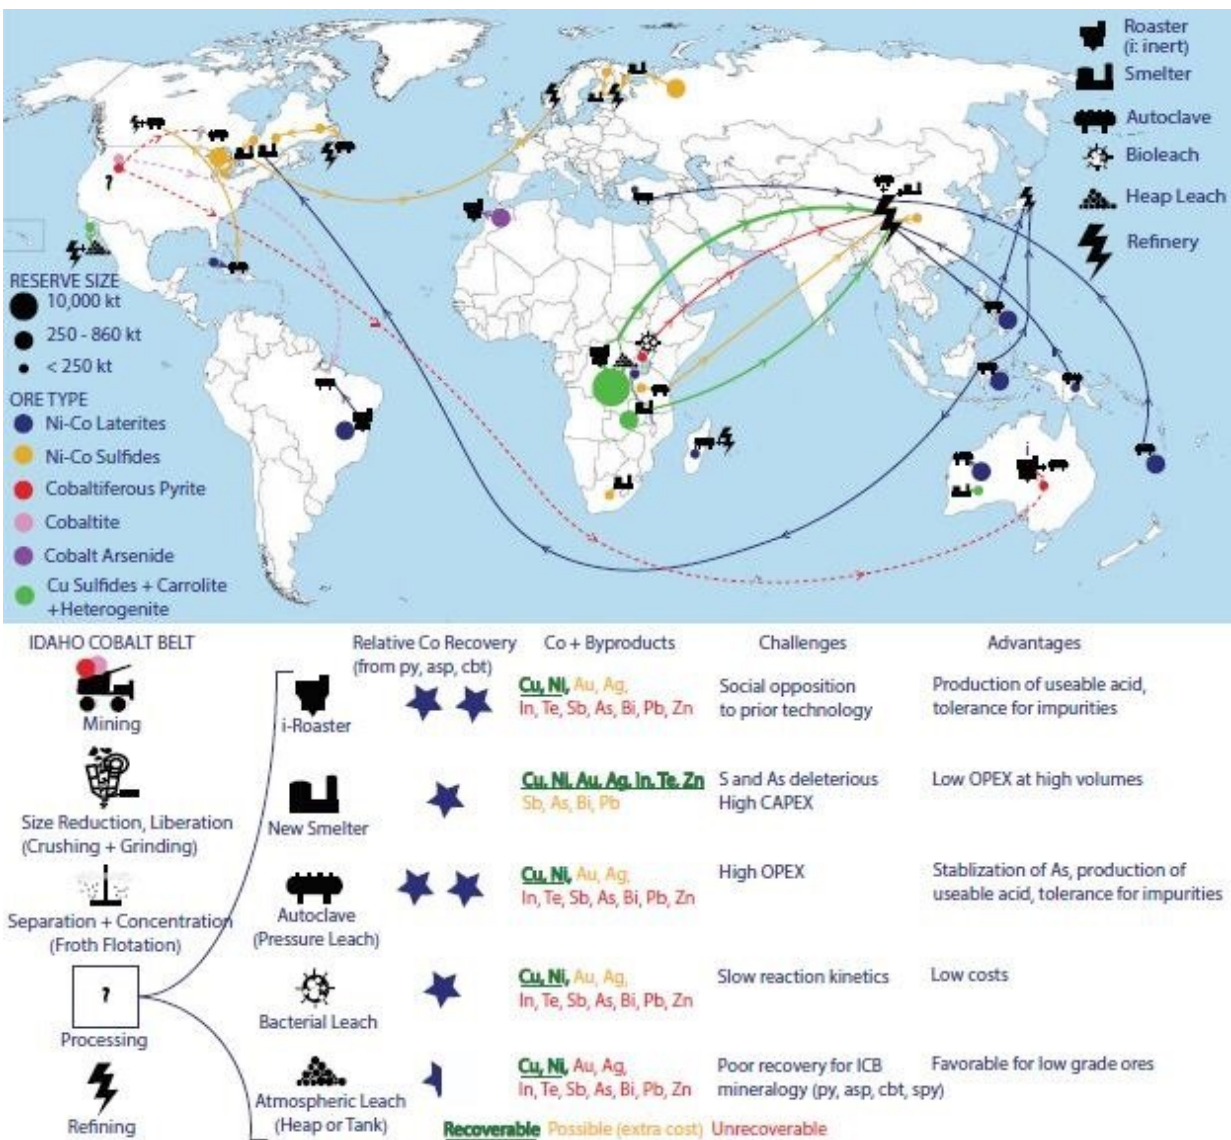 Roaster
(i: inert)
Smelter
Autoclave
Bioleach
Heap Leach
Refinery
?
i
RESERVE SIZE
10,000 kt
250 - 860 kt
< 250 kt
ORE TYPE
Ni-Co Laterites
Ni-Co Sulfides
Cobaltiferous Pyrite
Cobaltite
Cobalt Arsenide
Cu Sulfides + Carrolite
+Heterogenite
IDAHO COBALT BELT
Mining
Size Reduction, Liberation
(Crushing + Grinding)
Separation + Concentration
(Froth Flotation)
?
Processing
Refining
Relative Co Recovery
(from py, asp, cbt)
Co + Byproducts
Challenges
Advantages
i-Roaster
Cu, Ni, Au, Ag,
In, Te, Sb, As, Bi, Pb, Zn
Social opposition
to prior technology
Production of useable acid,
tolerance for impurities
New Smelter
Cu, Ni, Au, Ag, In, Te, Zn
Sb, As, Bi, Pb
S and As deleterious
High CAPEX
Low OPEX at high volumes
Autoclave
(Pressure Leach)
Cu, Ni, Au, Ag,
In, Te, Sb, As, Bi, Pb, Zn
High OPEX
Stablization of As, production of
useable acid, tolerance for impurities
Bacterial Leach
Cu, Ni, Au, Ag,
In, Te, Sb, As, Bi, Pb, Zn
Slow reaction kinetics
Low costs
Atmospheric Leach
(Heap or Tank)
Cu, Ni, Au, Ag,
In, Te, Sb, As, Bi, Pb, Zn
Poor recovery for ICB
mineralogy (py, asp, cbt, spy)
Favorable for low grade ores
Recoverable Possible (extra cost) Unrecoverable